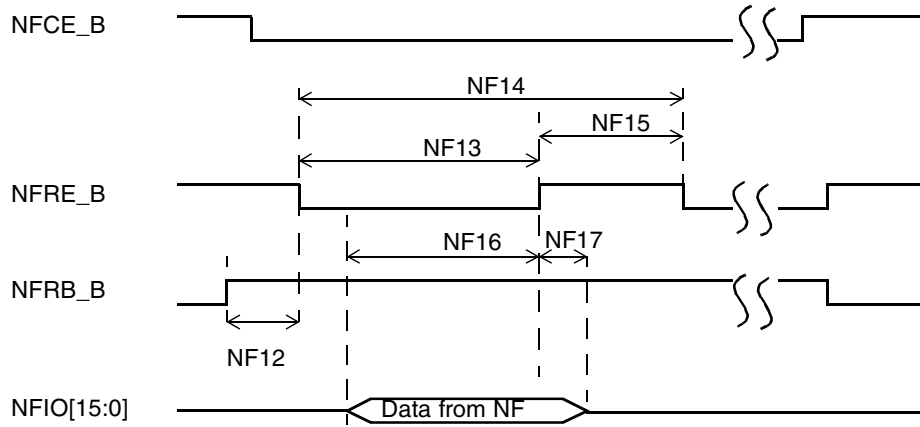 NFCE_B
NF14
NF15
NF13
NFRE_B
NF16
NF17
NFRB_B
NF12
NFIO[15:0]
Data from NF